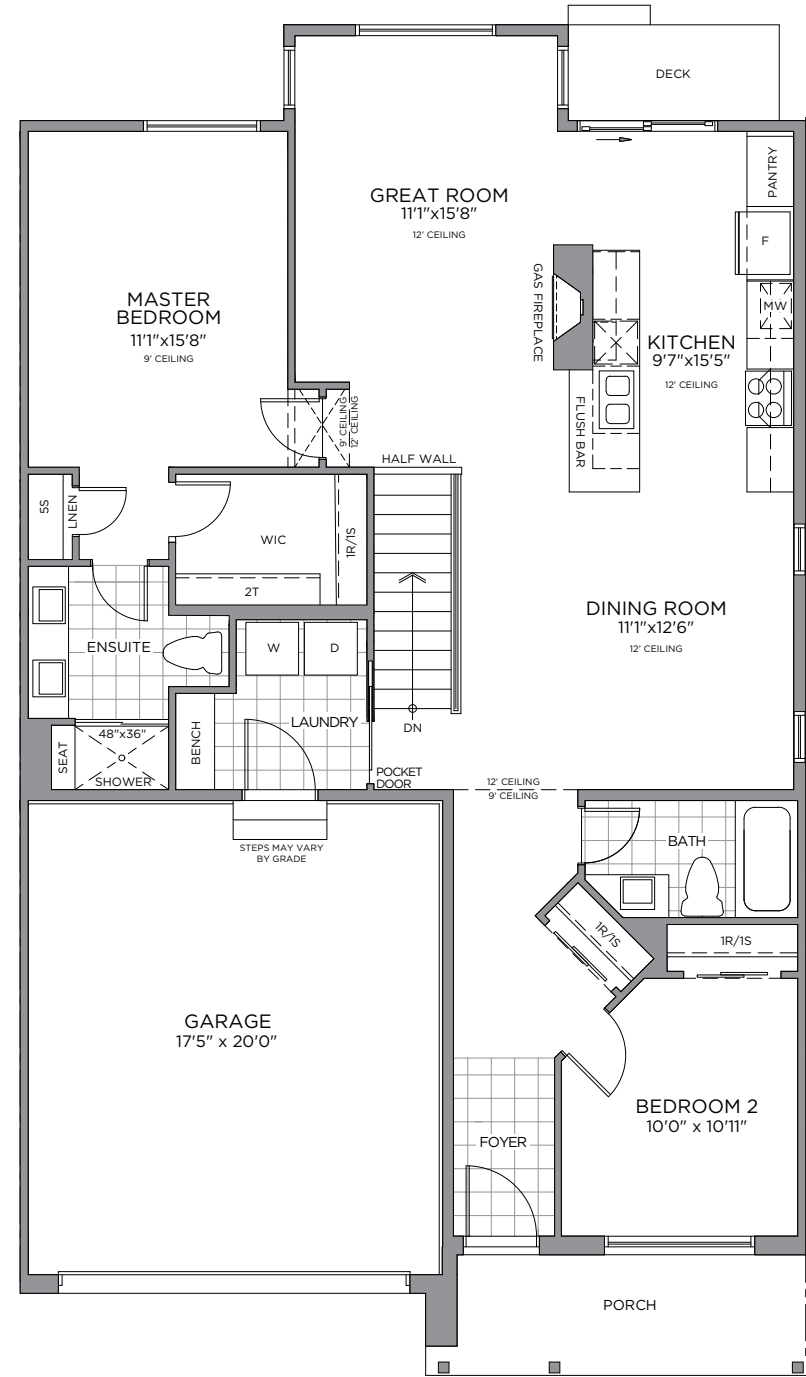 DECK
PANTRY
GREAT ROOM
11'1"x15'8"
12' CEILING
F
GAS FIREPLACE
MW
MASTER
BEDROOM
11'1"x15'8"
9' CEILING
KITCHEN
9'7"x15'5"
12' CEILING
9' CEILING
12' CEILING
FLUSH BAR
HALF WALL
5S
LNEN
WIC
1R/1S
2T
DINING ROOM
11'1"x12'6"
12' CEILING
ENSUITE
W
D
LAUNDRY
BENCH
DN
48"x36"
SEAT
SHOWER
POCKET
DOOR
12' CEILING
9' CEILING
STEPS MAY VARY
BY GRADE
BATH
1R/1S
1R/1S
GARAGE
17'5" x 20'0"
BEDROOM 2
10'0" x 10'11"
FOYER
PORCH